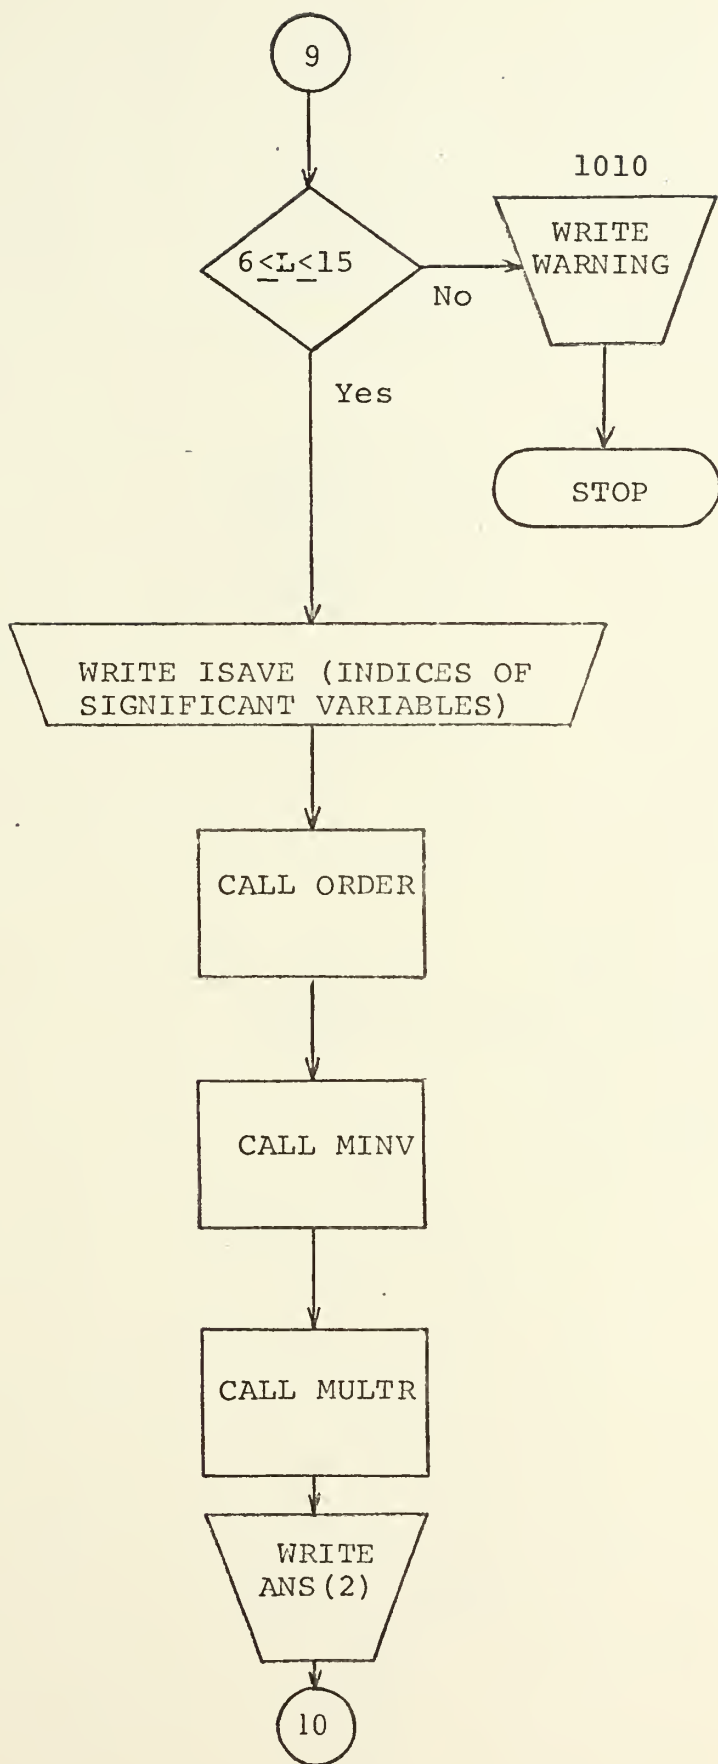 9
1010
6≤L≤15
WRITE
WARNING
No
Yes
STOP
WRITE ISAVE (INDICES OF
SIGNIFICANT VARIABLES)
CALL ORDER
CALL MINV
CALL MULTR
WRITE
ANS(2)
10